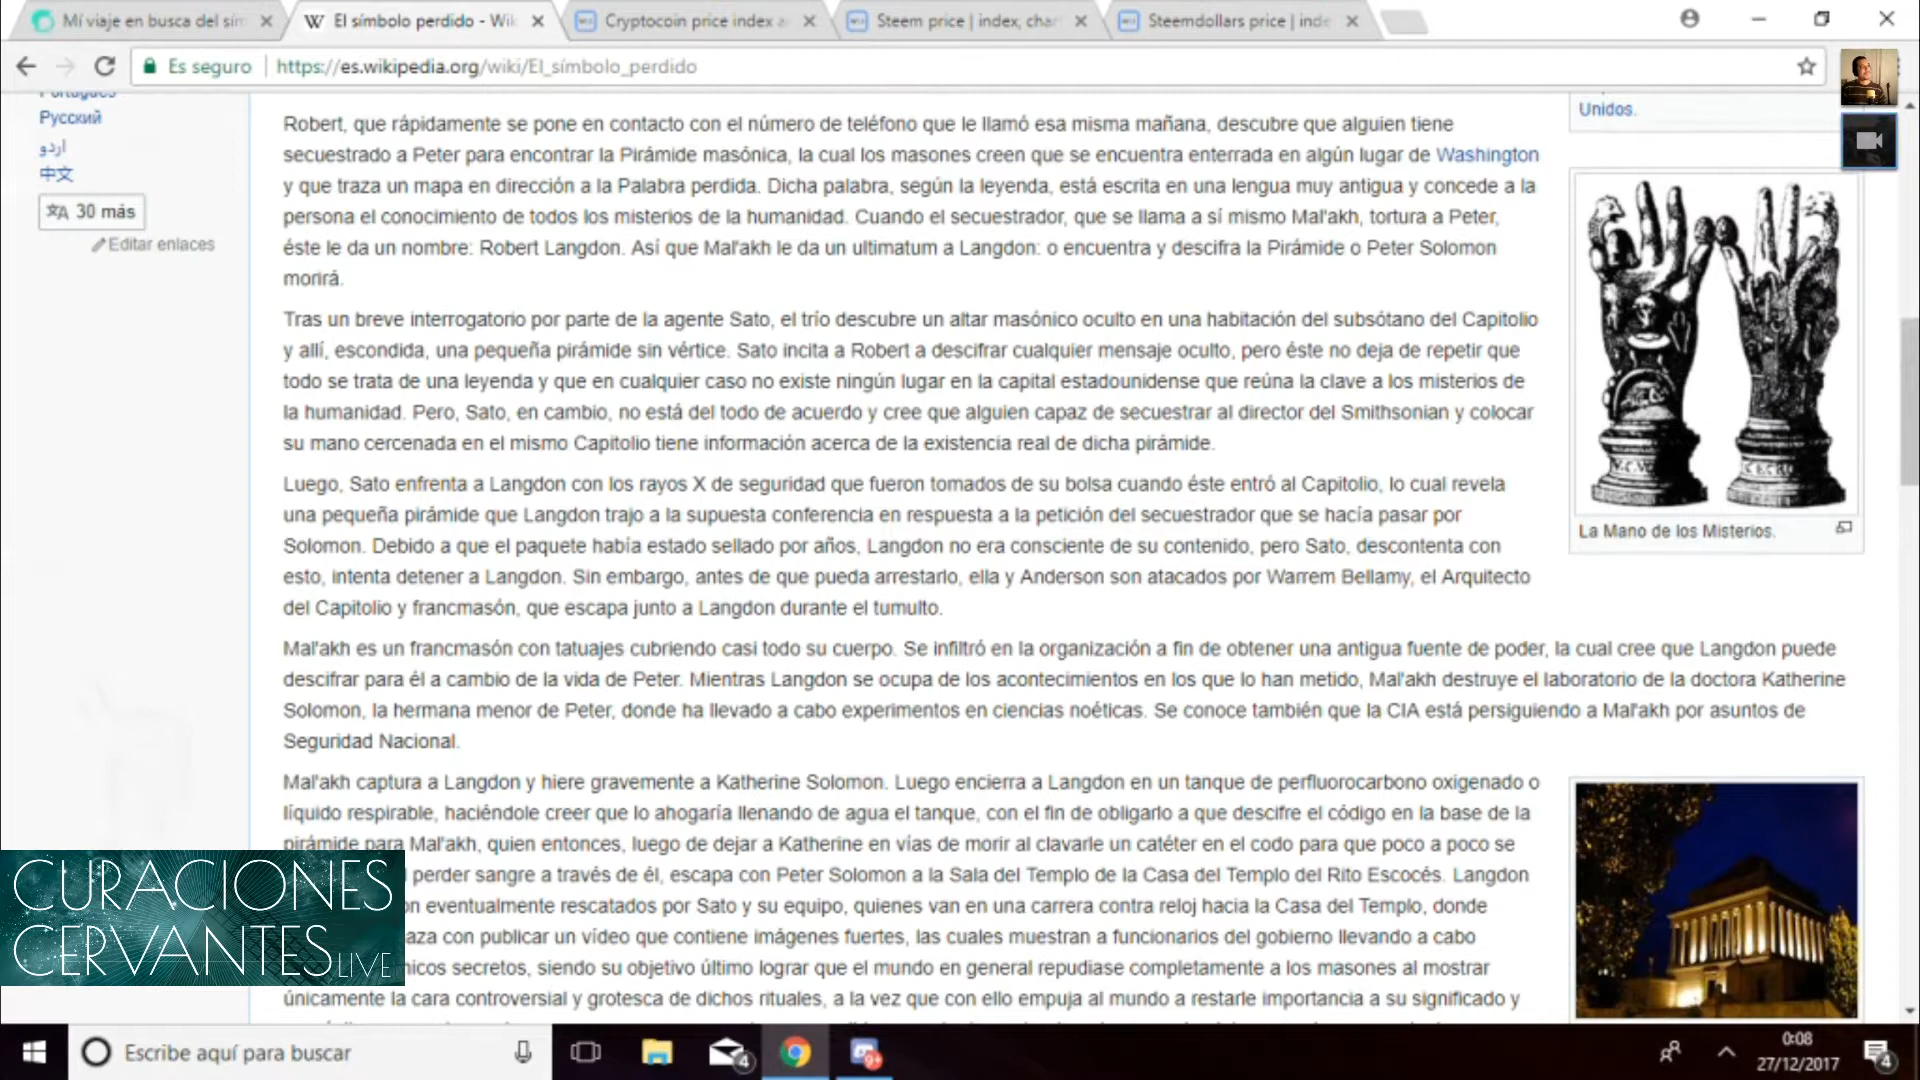 Mi viaje en busca del sím
El símbolo perdido - Wik
Cryptocoin price index a
Steem price | index, char
Steemdollars price | inde
Es seguro
https://es.wikipedia.org/wiki/El_símbolo_perdido
Português
Русский
اردو
中文
30 más
Editar enlaces
Unidos.
Robert, que rápidamente se pone en contacto con el número de teléfono que le llamó esa misma mañana, descubre que alguien tiene
secuestrado a Peter para encontrar la Pirámide masónica, la cual los masones creen que se encuentra enterrada en algún lugar de Washington
y que traza un mapa en dirección a la Palabra perdida. Dicha palabra, según la leyenda, está escrita en una lengua muy antigua y concede a la
persona el conocimiento de todos los misterios de la humanidad. Cuando el secuestrador, que se llama a sí mismo Mal'akh, tortura a Peter,
éste le da un nombre: Robert Langdon. Así que Mal'akh le da un ultimatum a Langdon: o encuentra y descifra la Pirámide o Peter Solomon
morirá.
Tras un breve interrogatorio por parte de la agente Sato, el trío descubre un altar masónico oculto en una habitación del subsótano del Capitolio
y allí, escondida, una pequeña pirámide sin vértice. Sato incita a Robert a descifrar cualquier mensaje oculto, pero éste no deja de repetir que
todo se trata de una leyenda y que en cualquier caso no existe ningún lugar en la capital estadounidense que reúna la clave a los misterios de
la humanidad. Pero, Sato, en cambio, no está del todo de acuerdo y cree que alguien capaz de secuestrar al director del Smithsonian y colocar
su mano cercenada en el mismo Capitolio tiene información acerca de la existencia real de dicha pirámide.
Luego, Sato enfrenta a Langdon con los rayos X de seguridad que fueron tomados de su bolsa cuando éste entró al Capitolio, lo cual revela
una pequeña pirámide que Langdon trajo a la supuesta conferencia en respuesta a la petición del secuestrador que se hacía pasar por
Solomon. Debido a que el paquete había estado sellado por años, Langdon no era consciente de su contenido, pero Sato, descontenta con
esto, intenta detener a Langdon. Sin embargo, antes de que pueda arrestarlo, ella y Anderson son atacados por Warrem Bellamy, el Arquitecto
del Capitolio y francmasón, que escapa junto a Langdon durante el tumulto.
La Mano de los Misterios.
Mal'akh es un francmasón con tatuajes cubriendo casi todo su cuerpo. Se infiltró en la organización a fin de obtener una antigua fuente de poder, la cual cree que Langdon puede
descifrar para él a cambio de la vida de Peter. Mientras Langdon se ocupa de los acontecimientos en los que lo han metido, Mal'akh destruye el laboratorio de la doctora Katherine
Solomon, la hermana menor de Peter, donde ha llevado a cabo experimentos en ciencias noéticas. Se conoce también que la CIA está persiguiendo a Mal'akh por asuntos de
Seguridad Nacional.
Mal'akh captura a Langdon y hiere gravemente a Katherine Solomon. Luego encierra a Langdon en un tanque de perfluorocarbono oxigenado o
líquido respirable, haciéndole creer que lo ahogaría llenando de agua el tanque, con el fin de obligarlo a que descifre el código en la base de la
pirámide para Mal'akh, quien entonces, luego de dejar a Katherine en vías de morir al clavarle un catéter en el codo para que poco a poco se
perder sangre a través de él, escapa con Peter Solomon a la Sala del Templo de la Casa del Templo del Rito Escocés. Langdon
on eventualmente rescatados por Sato y su equipo, quienes van en una carrera contra reloj hacia la Casa del Templo, donde
aza con publicar un vídeo que contiene imágenes fuertes, las cuales muestran a funcionarios del gobierno llevando a cabo
nicos secretos, siendo su objetivo último lograr que el mundo en general repudiase completamente a los masones al mostrar
únicamente la cara controversial y grotesca de dichos rituales, a la vez que con ello empuja al mundo a restarle importancia a su significado y
CURACIONES
CERVANTES LIVE
Escribe aquí para buscar
4
9+
0:08
27/12/2017
4